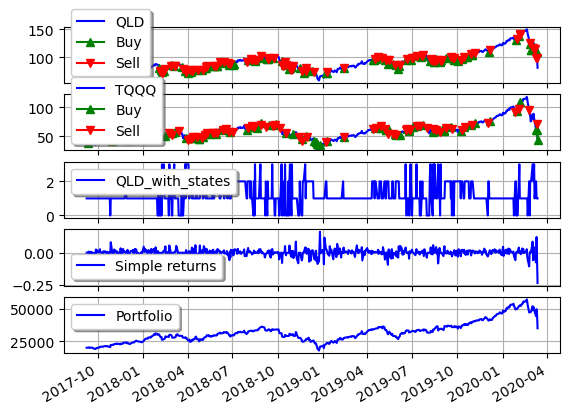 QLD
Buy
Sell
150
100
TQQQ
Buy
Sell
100
50
QLD_with_states
2
0
Simple returns
0.00
−0.25
Portfolio
50000
25000
2017-10
2018-01
2018-04
2018-07
2018-10
2019-01
2019-04
2019-07
2019-10
2020-01
2020-04